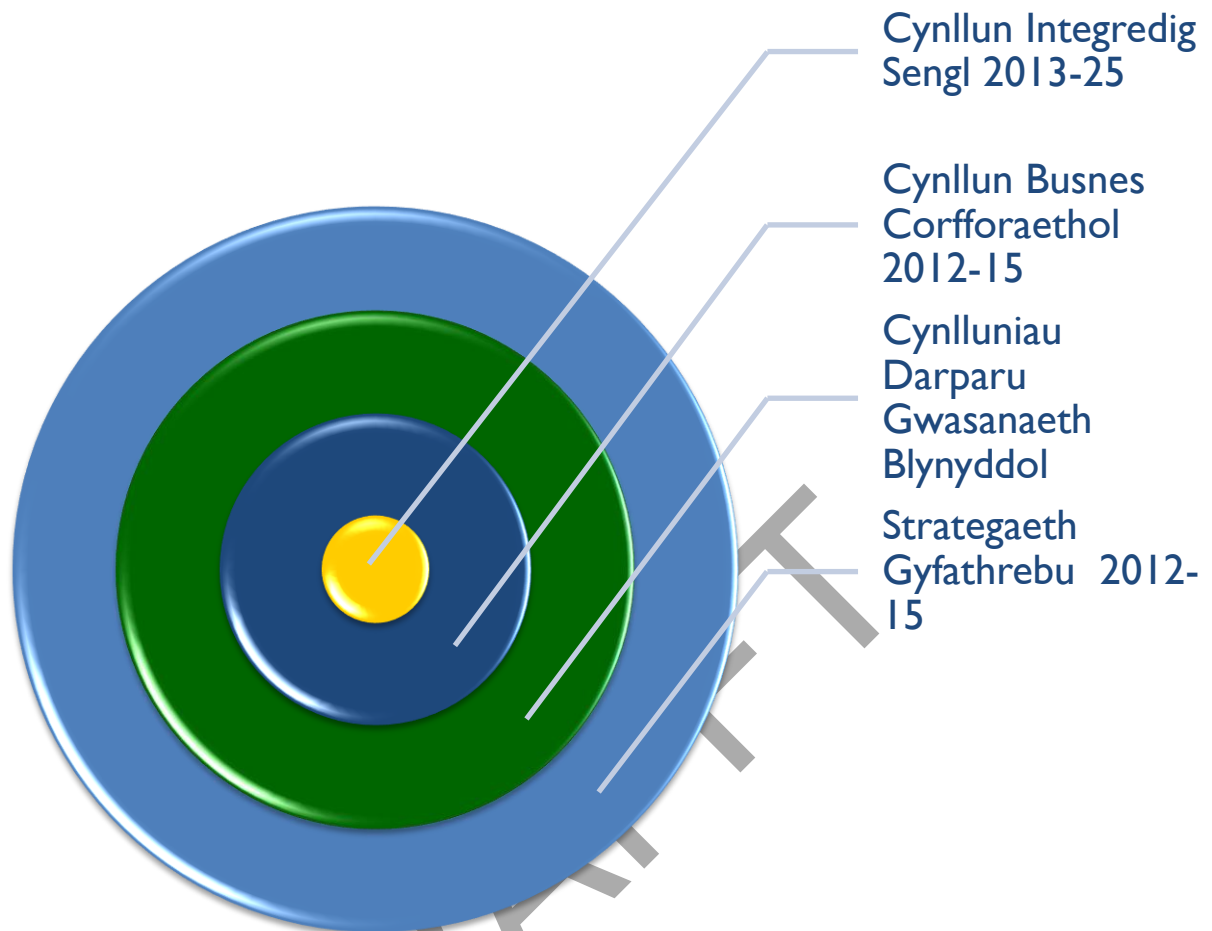 Cynllun Integredig
Sengl 2013-25
Cynllun Busnes
Corfforaethol
2012-15
Cynlluniau
Darparu
Gwasanaeth
Blynyddol
Strategaeth
Gyfathrebu 2012-
15